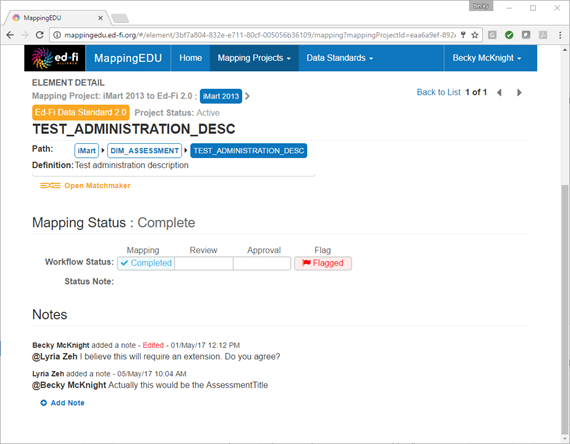 Becky
MappingEDU
mappingedu.ed-fi.org/#/element/3bf7a804-832e-e711-80cf-005056b36109/mapping?mappingProjectId=eaa6a9ef-892e
ed-fi ALLIANCE MappingEDU Home Mapping Projects Data Standards Becky McKnight
ELEMENT DETAIL
Mapping Project: iMart 2013 to Ed-Fi 2.0 : iMart 2013
Back to List 1 of 1
Ed-Fi Data Standard 2.0 Project Status: Active
TEST_ADMINISTRATION_DESC
Path: iMart DIM_ASSESSMENT TEST_ADMINISTRATION_DESC
Definition: Test administration description
Open Matchmaker
Mapping Status : Complete
Mapping Review Approval Flag
Workflow Status: Completed Flagged
Status Note:
Notes
Becky McKnight added a note - Edited - 01/May/17 12:12 PM
@Lyria Zeh I believe this will require an extension. Do you agree?
Lyria Zeh added a note - 05/May/17 10:04 AM
@Becky McKnight Actually this would be the AssessmentTitle
Add Note